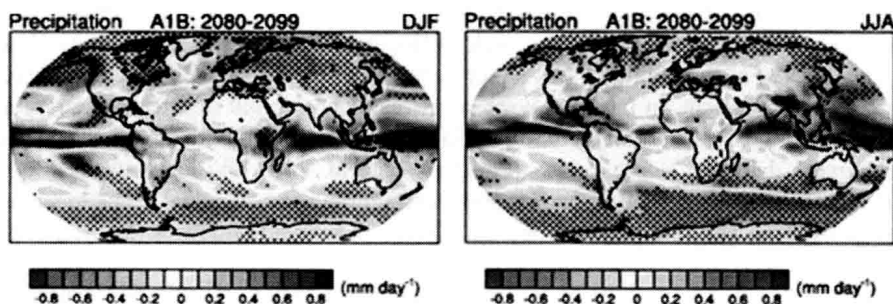 Precipitation A1B: 2080-2099 DJF
Precipitation A1B: 2080-2099 JJA
-0.8 -0.6 -0.4 -0.2 0 0.2 0.4 0.6 0.8 (mm day⁻¹)
-0.8 -0.6 -0.4 -0.2 0 0.2 0.4 0.6 0.8 (mm day⁻¹)